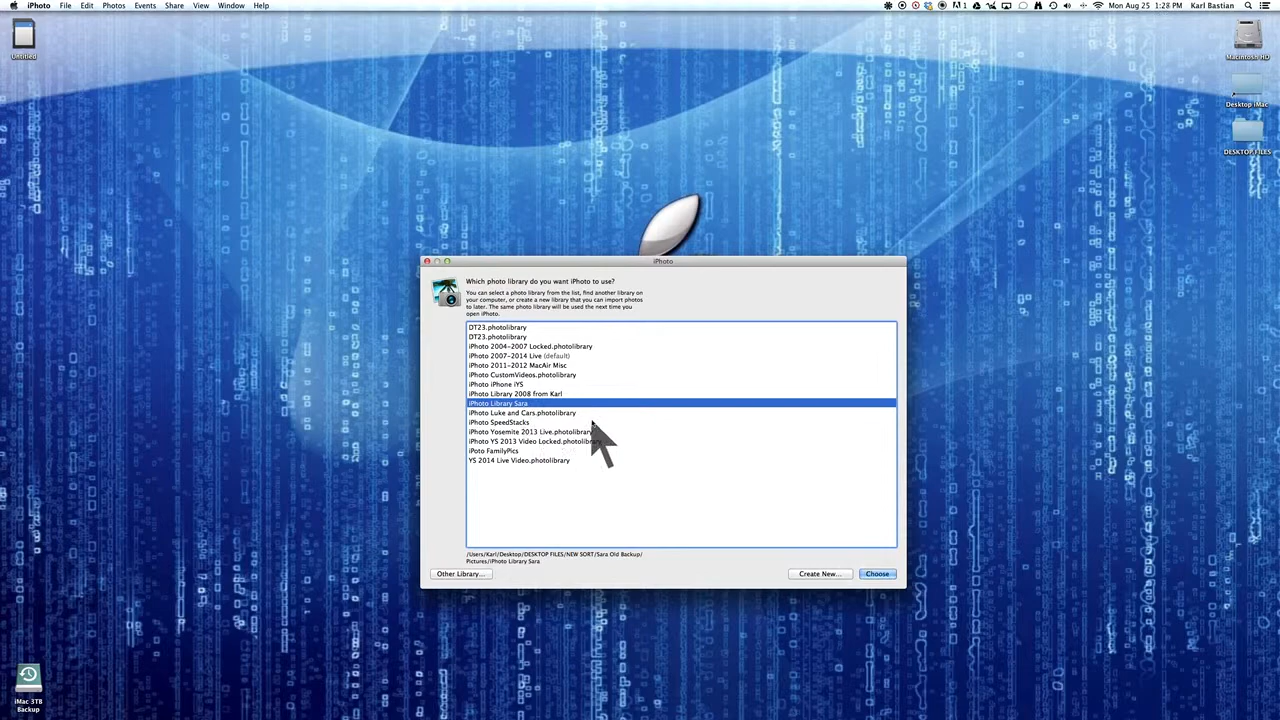 iPhoto File Edit Photos Events Share View Window Help
1 Mon Aug 25 1:28 PM Karl Bastian
Untitled
Macintosh HD
Desktop iMac
DESKTOP FILES
iPhoto
Which photo library do you want iPhoto to use?
You can select a photo library from the list, find another library on
your computer, or create a new library that you can import photos
to later. The same photo library will be used the next time you
open iPhoto.
DT23.photolibrary
DT23.photolibrary
iPhoto 2004-2007 Locked.photolibrary
iPhoto 2007-2014 Live (default)
iPhoto 2011-2012 MacAir Misc
iPhoto CustomVideos.photolibrary
iPhoto iPhone iYS
iPhoto Library 2008 from Karl
iPhoto Library Sara
iPhoto Luke and Cars.photolibrary
iPhoto SpeedStacks
iPhoto Yosemite 2013 Live.photolibrary
iPhoto YS 2013 Video Locked.photolibrary
iPoto FamilyPics
YS 2014 Live Video.photolibrary
/Users/Karl/Desktop/DESKTOP FILES/NEW SORT/Sara Old Backup/
Pictures/iPhoto Library Sara
Other Library... Create New... Choose
iMac 3TB
Backup